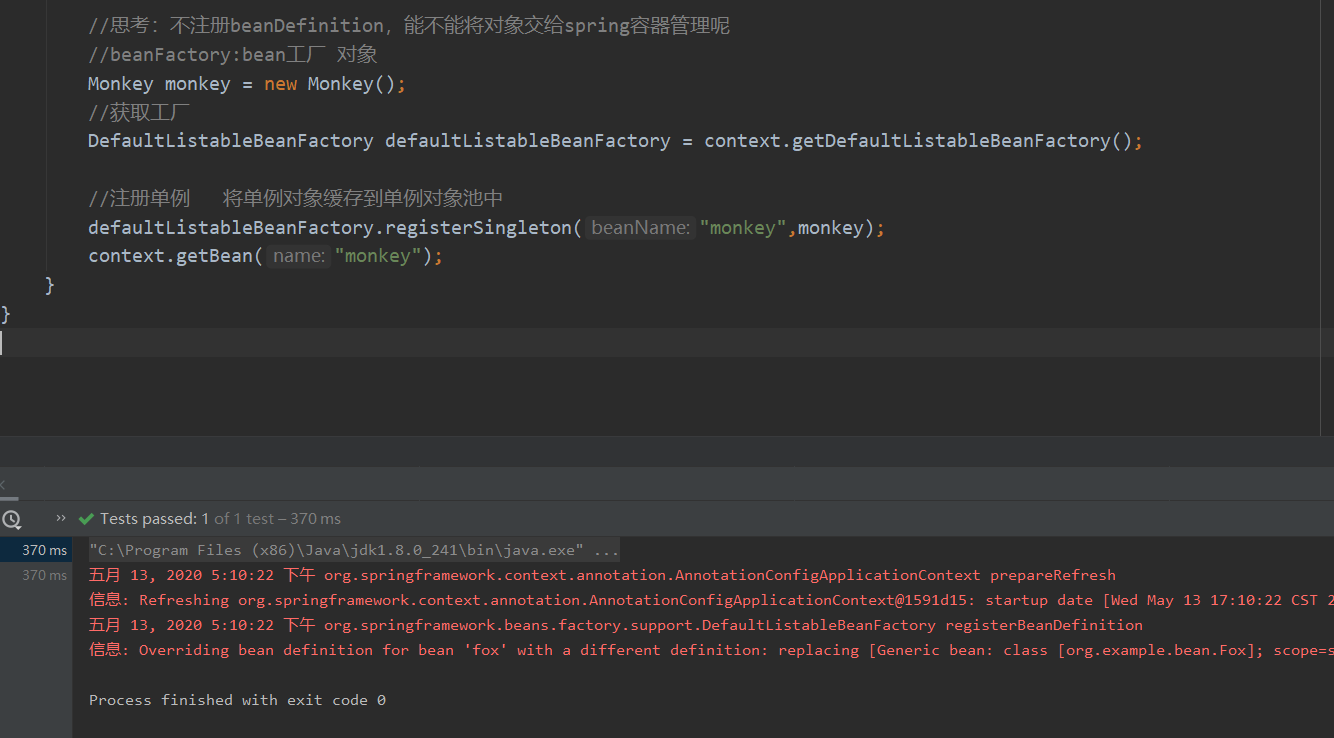 //思考：不注册beanDefinition，能不能将对象交给spring容器管理呢
//beanFactory:bean工厂 对象
Monkey monkey = new Monkey();
//获取工厂
DefaultListableBeanFactory defaultListableBeanFactory = context.getDefaultListableBeanFactory();
//注册单例 将单例对象缓存到单例对象池中
defaultListableBeanFactory.registerSingleton( beanName: "monkey",monkey);
context.getBean( name: "monkey");
}
}
» Tests passed: 1 of 1 test – 370 ms
370 ms "C:\Program Files (x86)\Java\jdk1.8.0_241\bin\java.exe" ...
370 ms 五月 13, 2020 5:10:22 下午 org.springframework.context.annotation.AnnotationConfigApplicationContext prepareRefresh
信息: Refreshing org.springframework.context.annotation.AnnotationConfigApplicationContext@1591d15: startup date [Wed May 13 17:10:22 CST 2
五月 13, 2020 5:10:22 下午 org.springframework.beans.factory.support.DefaultListableBeanFactory registerBeanDefinition
信息: Overriding bean definition for bean 'fox' with a different definition: replacing [Generic bean: class [org.example.bean.Fox]; scope=s
Process finished with exit code 0